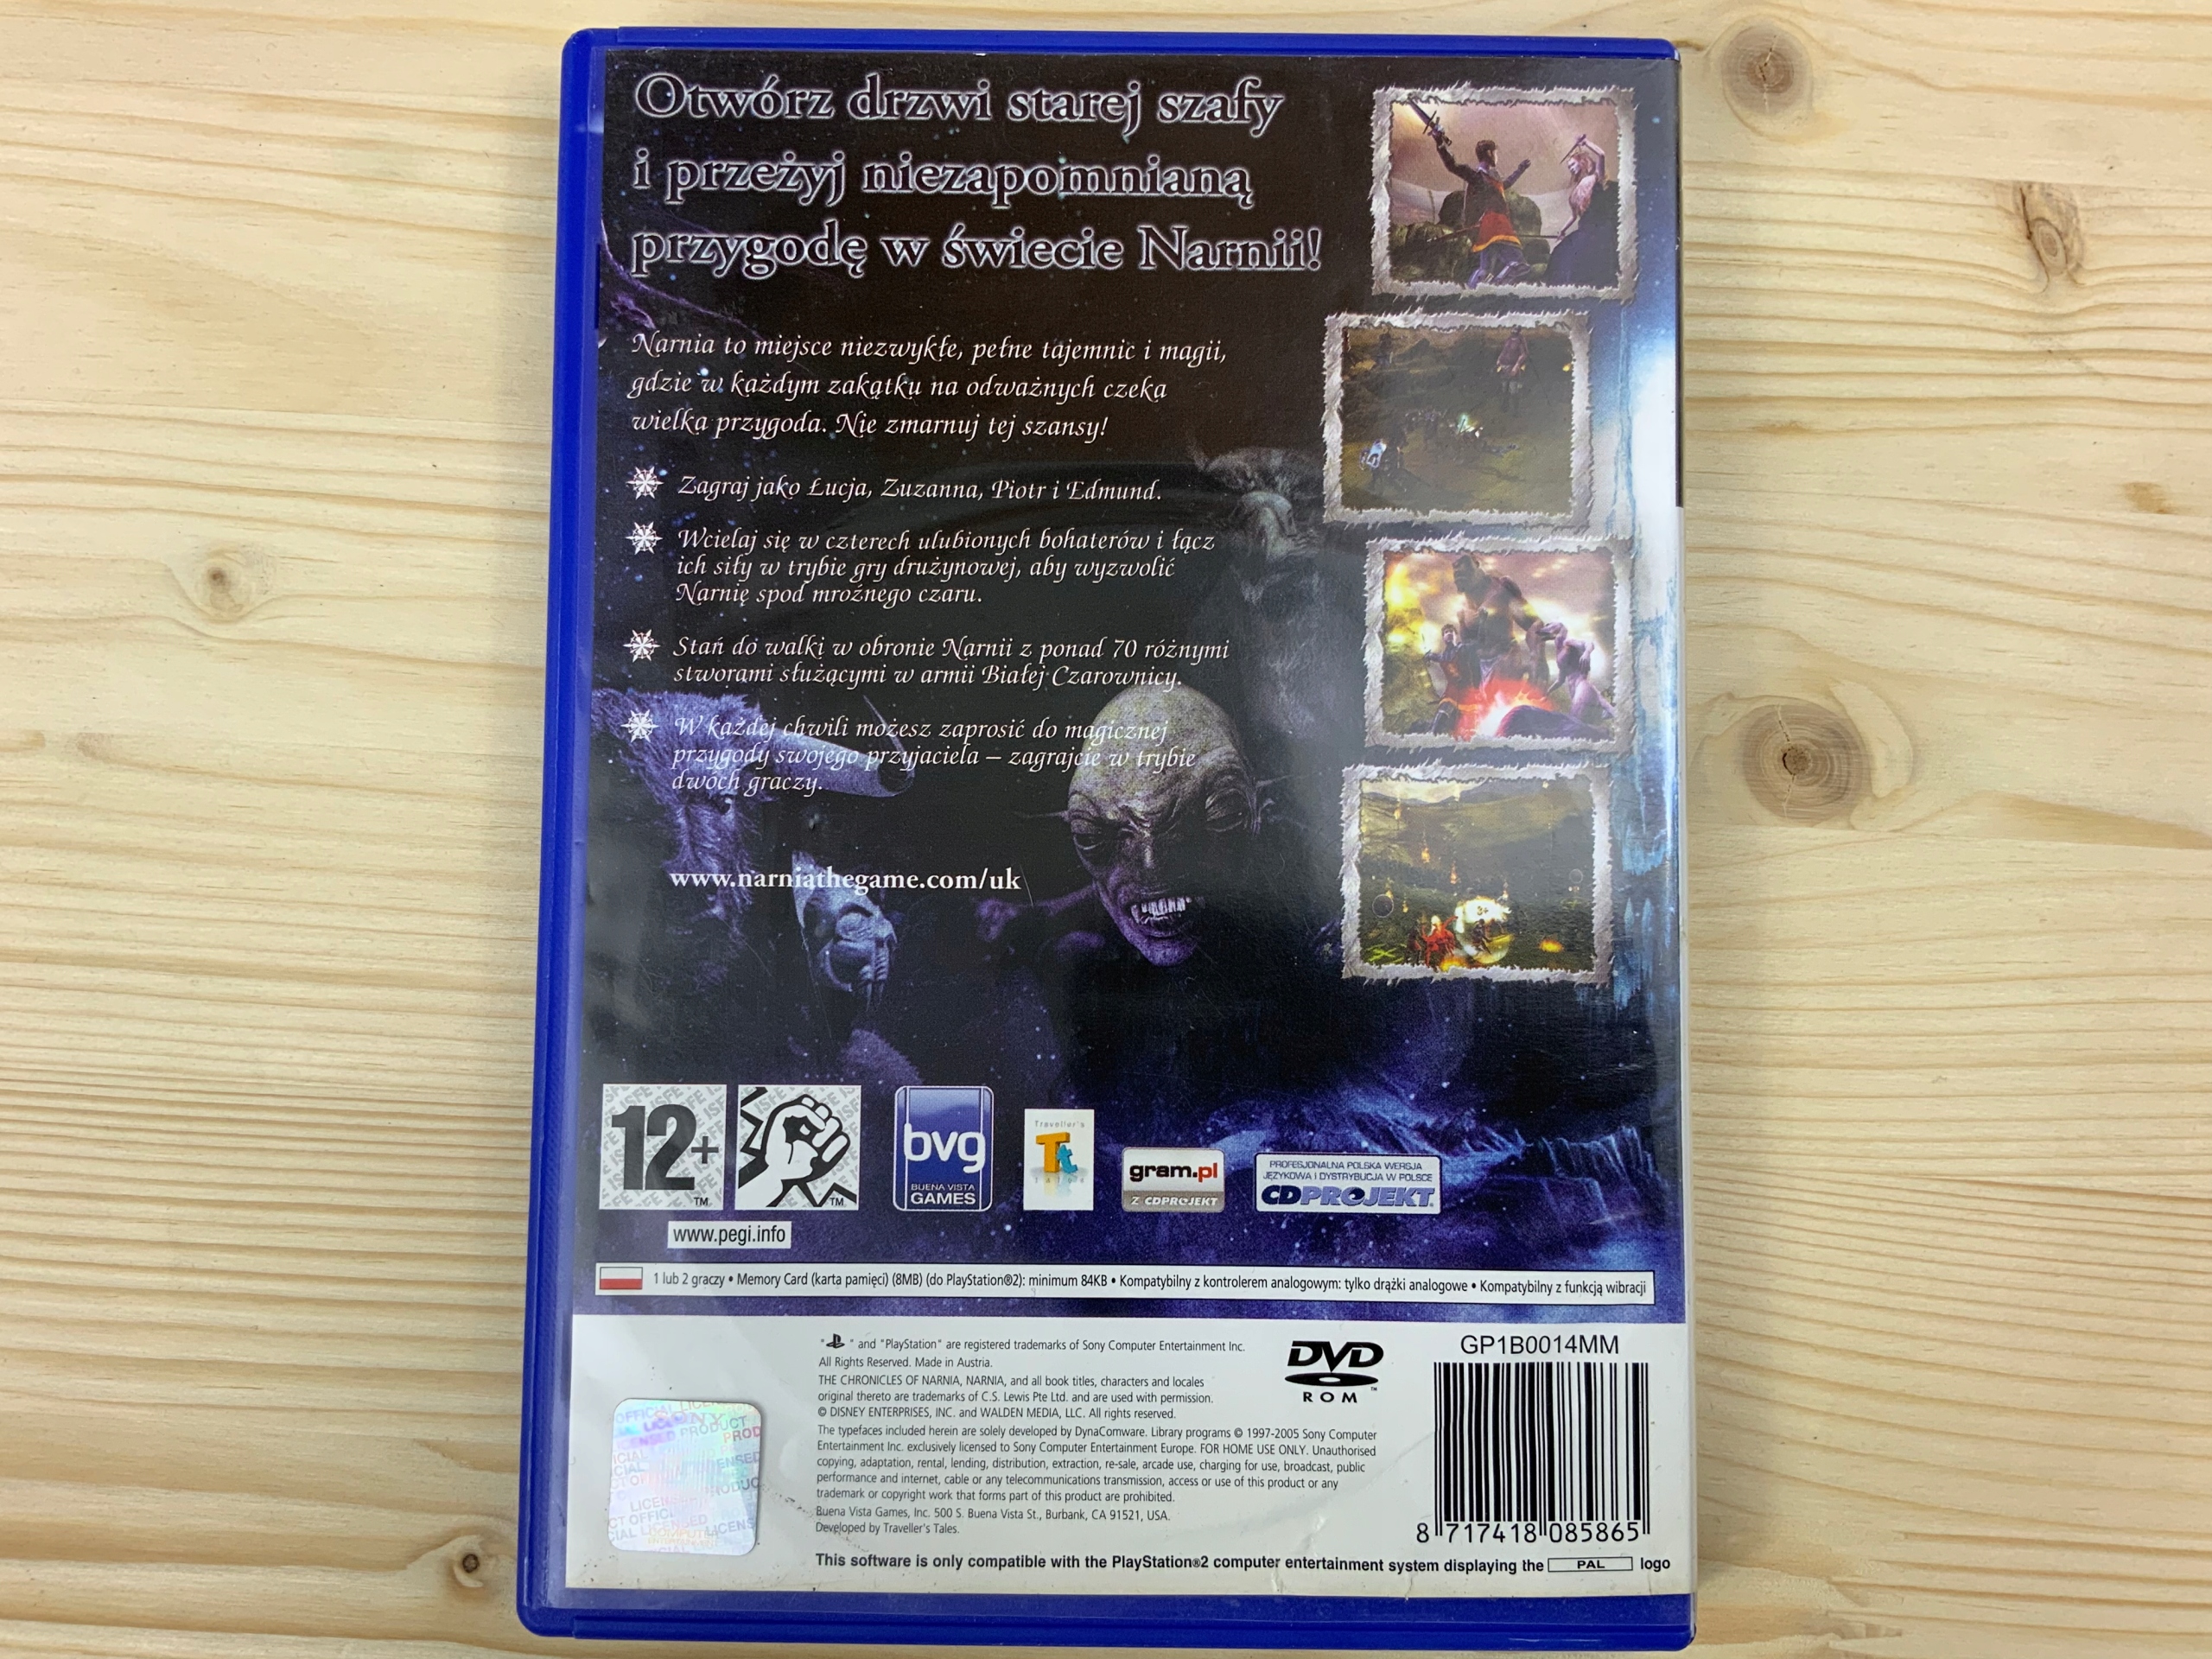 Otwórz drzwi starej szafy
i przeżyj niezapomnianą
przygodę w świecie Narnii!
Narnia to miejsce niezwykłe, pełne tajemnic i magii,
gdzie w każdym zakątku na odważnych czeka
wielka przygoda. Nie zmarnuj tej szansy!
Zagraj jako Łucja, Zuzanna, Piotr i Edmund.
Wcielaj się w czterech ulubionych bohaterów i łącz
ich siły w trybie gry drużynowej, aby wyzwolić
Narnię spod mroźnego czaru.
Stań do walki w obronie Narnii z ponad 70 różnymi
stworami służącymi w armii Białej Czarownicy.
W każdej chwili możesz zaprosić do magicznej
przygody swojego przyjaciela – zagrajcie w trybie
dwóch graczy.
www.narniathegame.com/uk
12+
TM
TM
www.pegi.info
bvg
BUENA VISTA
GAMES
Traveller's
Tt
gram.pl
Z CDPROJEKT
PROFESJONALNA POLSKA WERSJA
JĘZYKOWA I DYSTRYBUCJA W POLSCE
CDPROJEKT
1 lub 2 graczy • Memory Card (karta pamięci) (8MB) (do PlayStation®2): minimum 84KB • Kompatybilny z kontrolerem analogowym: tylko drążki analogowe • Kompatybilny z funkcją wibracji
" " and "PlayStation" are registered trademarks of Sony Computer Entertainment Inc.
All Rights Reserved. Made in Austria.
THE CHRONICLES OF NARNIA, NARNIA, and all book titles, characters and locales
original thereto are trademarks of C.S. Lewis Pte Ltd. and are used with permission.
© DISNEY ENTERPRISES, INC. and WALDEN MEDIA, LLC. All rights reserved.
The typefaces included herein are solely developed by DynaComware. Library programs © 1997-2005 Sony Computer
Entertainment Inc. exclusively licensed to Sony Computer Entertainment Europe. FOR HOME USE ONLY. Unauthorised
copying, adaptation, rental, lending, distribution, extraction, re-sale, arcade use, charging for use, broadcast, public
performance and internet, cable or any telecommunications transmission, access or use of this product or any
trademark or copyright work that forms part of this product are prohibited.
Buena Vista Games, Inc. 500 S. Buena Vista St., Burbank, CA 91521, USA.
Developed by Traveller's Tales.
This software is only compatible with the PlayStation®2 computer entertainment system displaying the PAL logo
DVD
ROM
GP1B0014MM
8 717418 085865